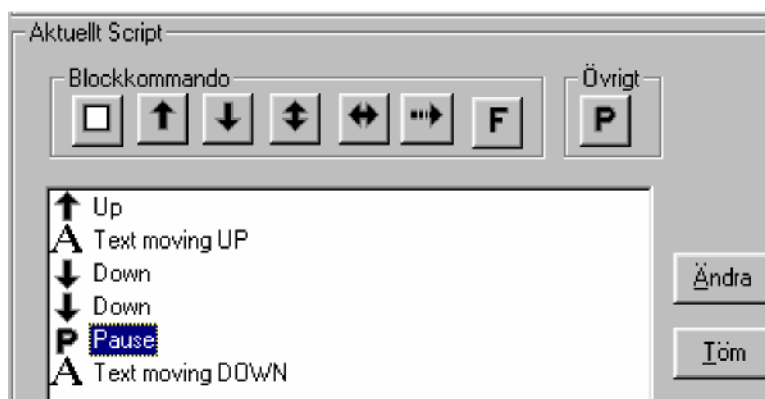 Aktuellt Script
Blockkommando
Övrigt
F
P
Up
A Text moving UP
Down
Down
P Pause
A Text moving DOWN
Ändra
Töm